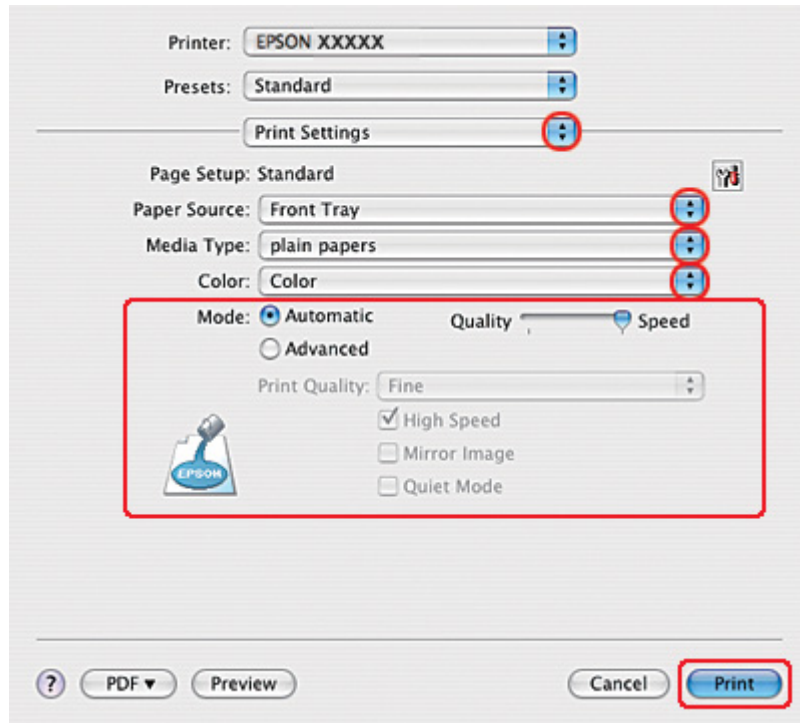 Printer: EPSON XXXXX
Presets: Standard
Print Settings
Page Setup: Standard
Paper Source: Front Tray
Media Type: plain papers
Color: Color
Mode: Automatic Quality Speed
Advanced
Print Quality: Fine
High Speed
EPSON Mirror Image
Quiet Mode
? PDF ▼ Preview Cancel Print